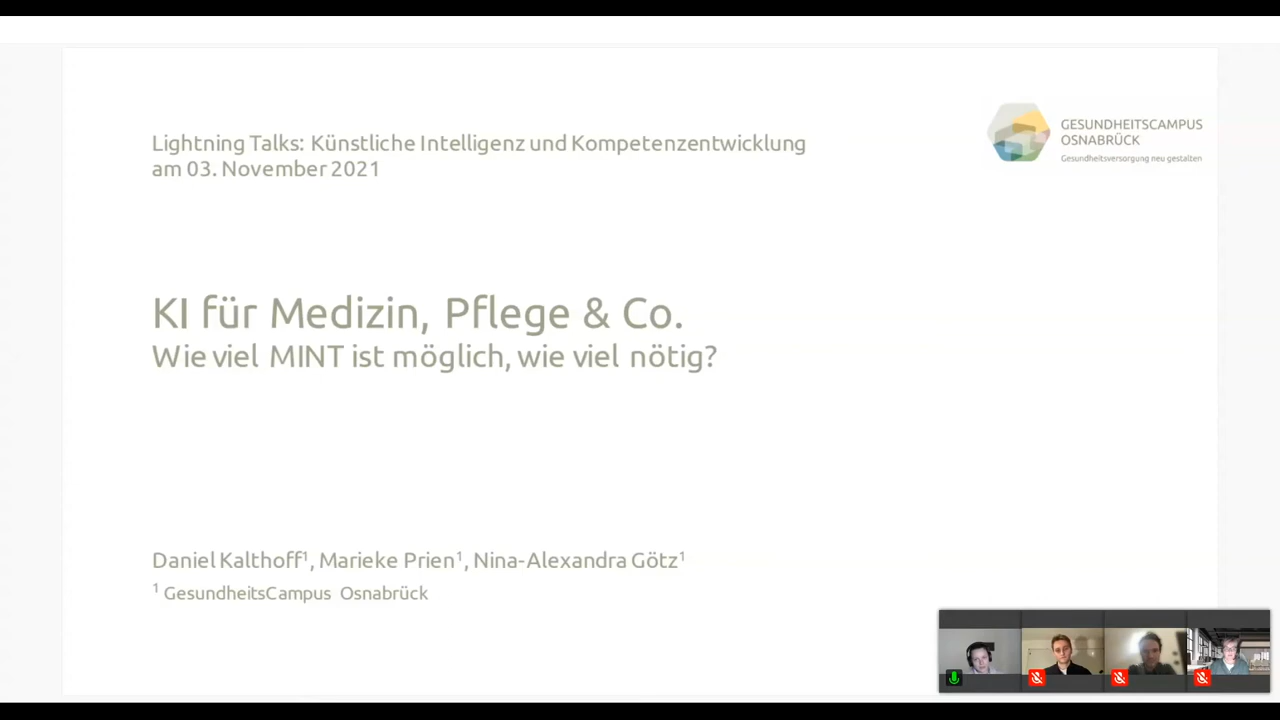 Lightning Talks: Künstliche Intelligenz und Kompetenzentwicklung
am 03. November 2021
GESUNDHEITSCAMPUS
OSNABRÜCK
Gesundheitsversorgung neu gestalten
KI für Medizin, Pflege & Co.
Wie viel MINT ist möglich, wie viel nötig?
Daniel Kalthoff¹, Marieke Prien¹, Nina-Alexandra Götz¹
¹ GesundheitsCampus Osnabrück